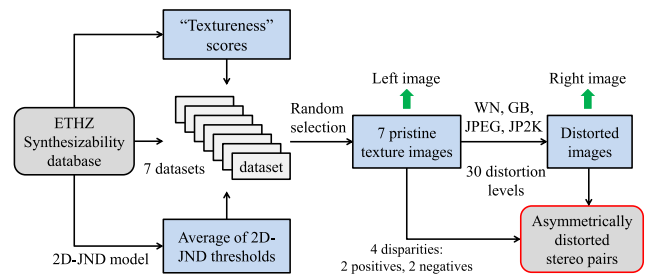 "Textureness"
scores
Left image
Right image
ETHZ
Synthesizability
database
7 datasets
dataset
Random
selection
7 pristine
texture images
WN, GB,
JPEG, JP2K
Distorted
images
30 distortion
levels
2D-JND model
Average of 2D-
JND thresholds
4 disparities:
2 positives, 2 negatives
Asymmetrically
distorted
stereo pairs